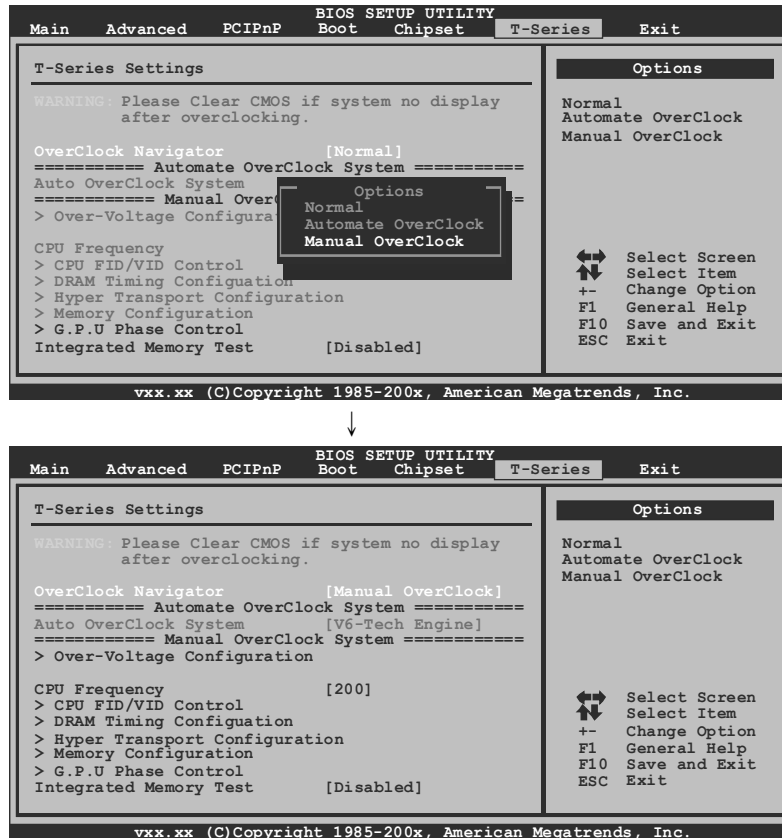 BIOS SETUP UTILITY
Main Advanced PCIPnP Boot Chipset T-Series Exit
T-Series Settings
WARNING: Please Clear CMOS if system no display
after overclocking.
OverClock Navigator [Normal]
=========== Automate OverClock System ===========
Auto OverClock System
============ Manual Over =
> Over-Voltage Configurat
CPU Frequency
> CPU FID/VID Control
> DRAM Timing Configuation
> Hyper Transport Configuration
> Memory Configuration
> G.P.U Phase Control
Integrated Memory Test [Disabled]
Options
Normal
Automate OverClock
Manual OverClock
Options
Normal
Automate OverClock
Manual OverClock
Select Screen
Select Item
+- Change Option
F1 General Help
F10 Save and Exit
ESC Exit
vxx.xx (C)Copyright 1985-200x, American Megatrends, Inc.
BIOS SETUP UTILITY
Main Advanced PCIPnP Boot Chipset T-Series Exit
T-Series Settings
WARNING: Please Clear CMOS if system no display
after overclocking.
OverClock Navigator [Manual OverClock]
=========== Automate OverClock System ===========
Auto OverClock System [V6-Tech Engine]
============ Manual OverClock System ============
> Over-Voltage Configuration
CPU Frequency [200]
> CPU FID/VID Control
> DRAM Timing Configuation
> Hyper Transport Configuration
> Memory Configuration
> G.P.U Phase Control
Integrated Memory Test [Disabled]
Options
Normal
Automate OverClock
Manual OverClock
Select Screen
Select Item
+- Change Option
F1 General Help
F10 Save and Exit
ESC Exit
vxx.xx (C)Copyright 1985-200x, American Megatrends, Inc.